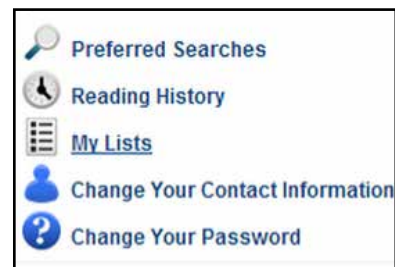 Preferred Searches
Reading History
My Lists
Change Your Contact Information
Change Your Password